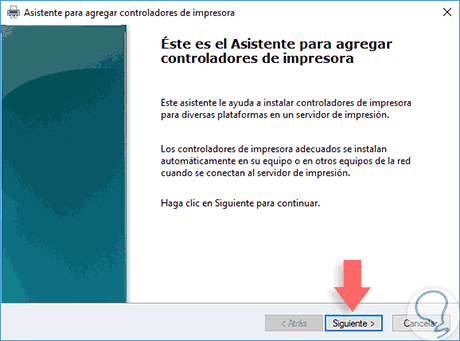 Asistente para agregar controladores de impresora
Éste es el Asistente para agregar
controladores de impresora
Este asistente le ayuda a instalar controladores de impresora
para diversas plataformas en un servidor de impresión.
Los controladores de impresora adecuados se instalan
automáticamente en su equipo o en otros equipos de la red
cuando se conectan al servidor de impresión.
Haga clic en Siguiente para continuar.
< Atrás Siguiente > Cancelar